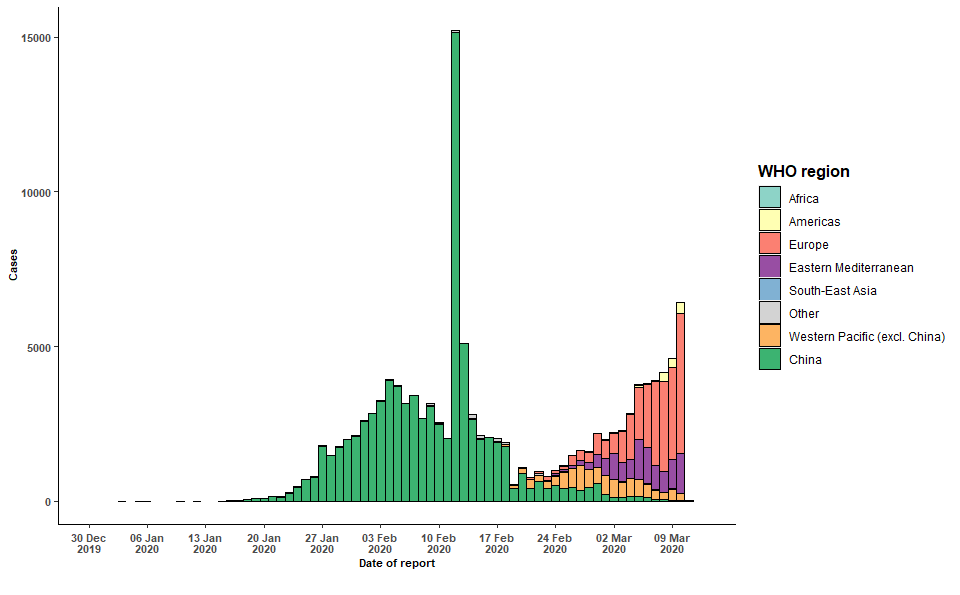 15000
10000
5000
0
Cases
30 Dec 2019
06 Jan 2020
13 Jan 2020
20 Jan 2020
27 Jan 2020
03 Feb 2020
10 Feb 2020
17 Feb 2020
24 Feb 2020
02 Mar 2020
09 Mar 2020
Date of report
WHO region
Africa
Americas
Europe
Eastern Mediterranean
South-East Asia
Other
Western Pacific (excl. China)
China